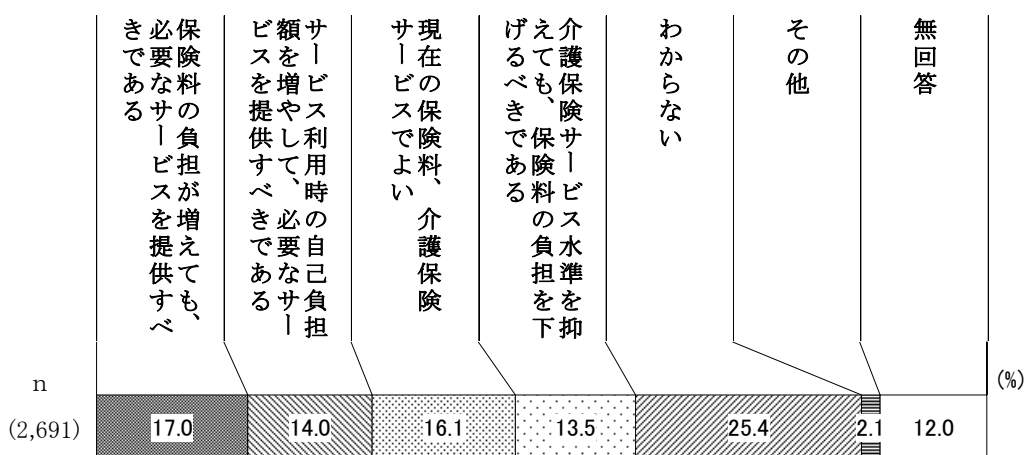 保険料の負担が増えても、
必要なサービスを提供すべ
きである
サービス利用時の自己負担
額を増やして、必要なサー
ビスを提供すべきである
現在の保険料、介護保険
サービスでよい
介護保険サービス水準を抑
えても、保険料の負担を下
げるべきである
わからない
その他
無回答
n
(%)
(2,691)
17.0
14.0
16.1
13.5
25.4
2.1
12.0